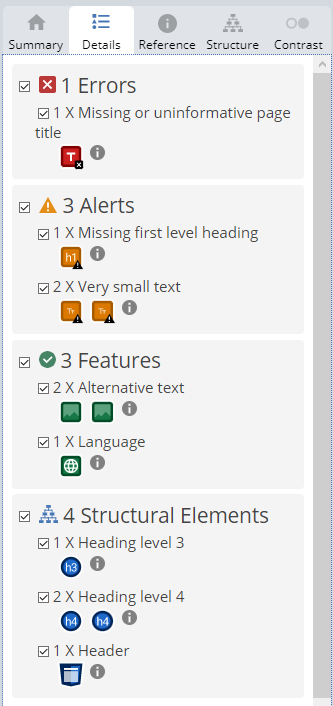 Summary Details Reference Structure Contrast
1 Errors
1 X Missing or uninformative page
title
T
3 Alerts
1 X Missing first level heading
h1
2 X Very small text
Tт Tт
3 Features
2 X Alternative text
1 X Language
4 Structural Elements
1 X Heading level 3
h3
2 X Heading level 4
h4 h4
1 X Header